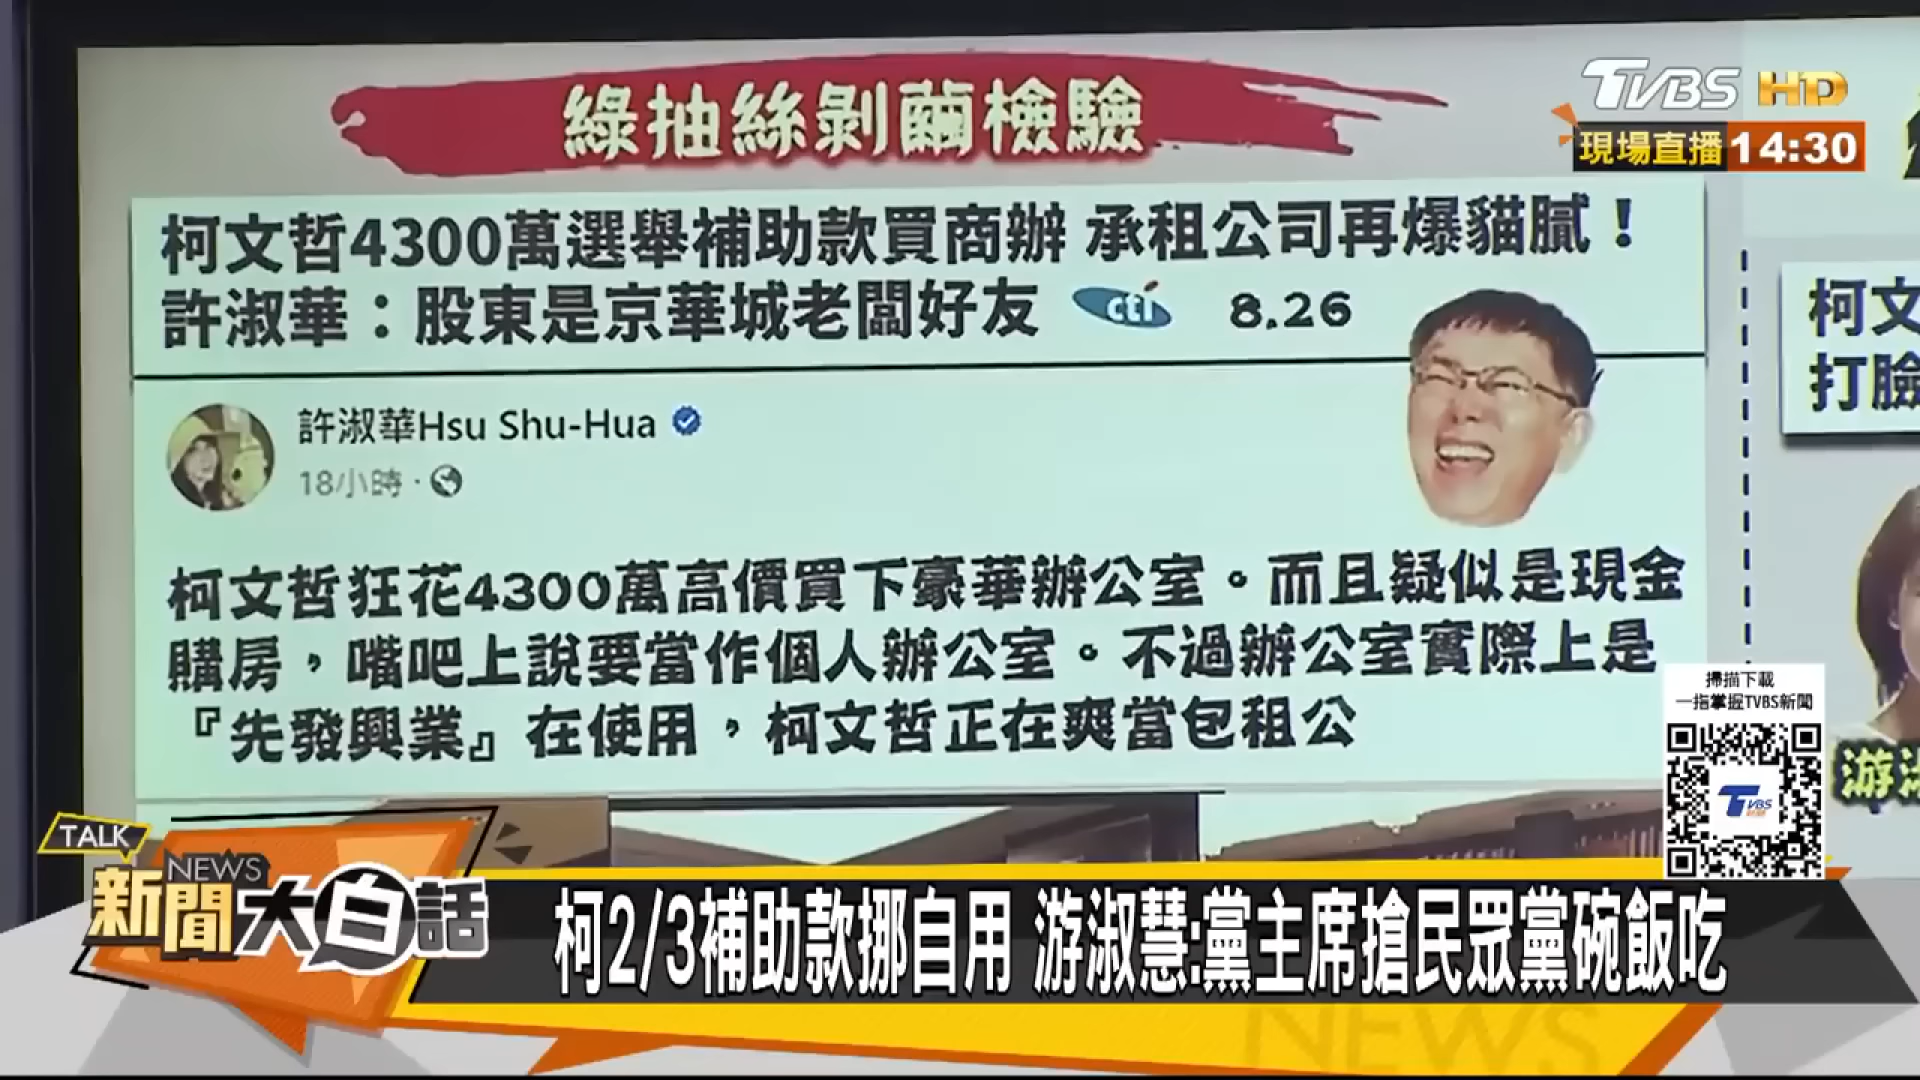 綠抽絲剝繭檢驗
TVBS HD
現場直播 14:30
柯文哲4300萬選舉補助款買商辦 承租公司再爆貓膩！
許淑華：股東是京華城老闆好友 cti 8.26
許淑華Hsu Shu-Hua
18小時
柯文哲狂花4300萬高價買下豪華辦公室。而且疑似是現金
購房，嘴吧上說要當作個人辦公室。不過辦公室實際上是
『先發興業』在使用，柯文哲正在爽當包租公
柯文
打臉
游淑
掃描下載
一指掌握TVBS新聞
TVBS
TALK
NEWS
新聞大白話
柯2/3補助款挪自用 游淑慧:黨主席搶民眾黨碗飯吃
NEWS